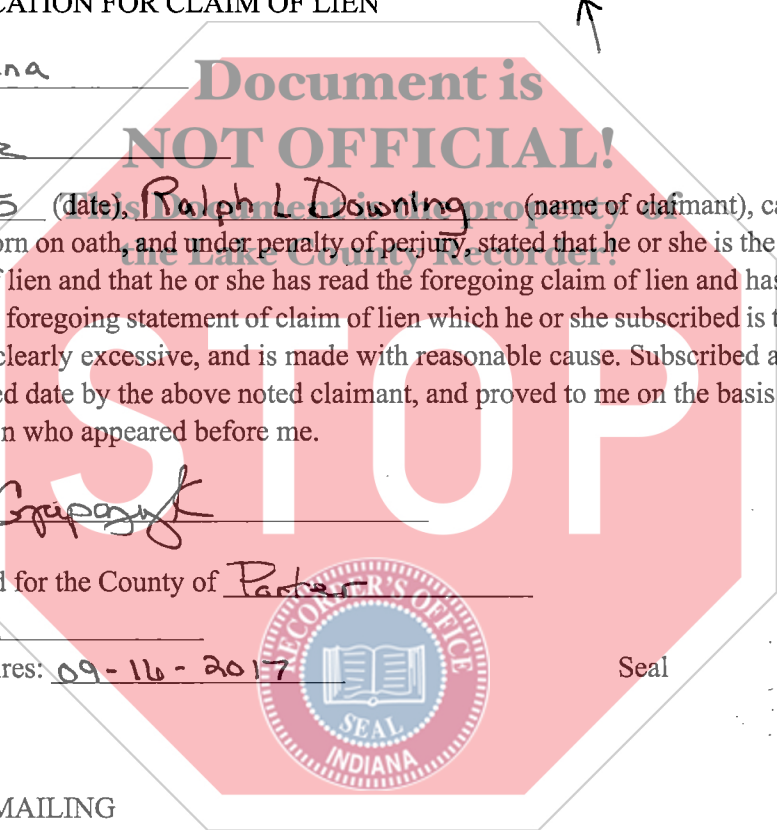 CATION FOR CLAIM OF LIEN
na
Document is
NOT OFFICIAL!
5 (date), Ralph L Downing (name of claimant), ca
This Document is the property of
rn on oath, and under penalty of perjury, stated that he or she is the
the Lake County Recorder!
f lien and that he or she has read the foregoing claim of lien and has
foregoing statement of claim of lien which he or she subscribed is t
clearly excessive, and is made with reasonable cause. Subscribed a
ed date by the above noted claimant, and proved to me on the basis
n who appeared before me.
STOP
d for the County of Porter
RECORDER'S OFFICE
res: 09-16-2017
Seal
SEAL
INDIANA
MAILING